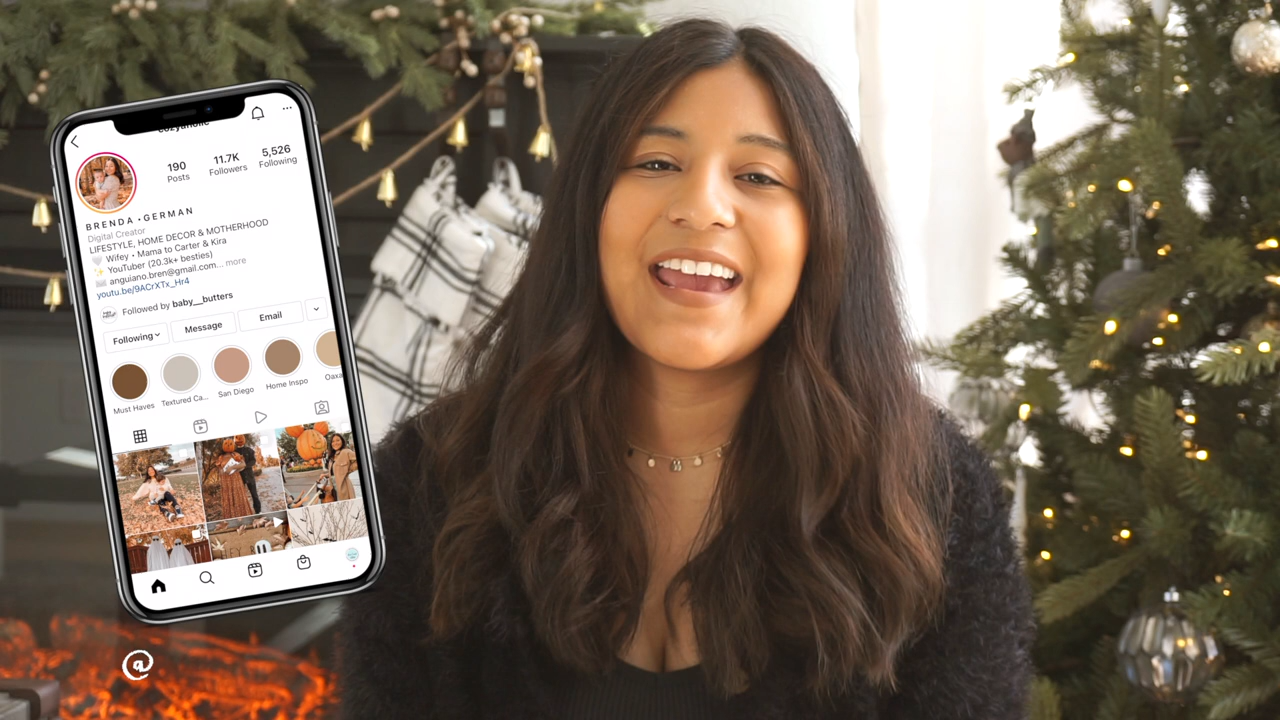 190
Posts
11.7K
Followers
5,526
Following
BRENDA • GERMAN
Digital Creator
LIFESTYLE, HOME DECOR & MOTHERHOOD
🤍 Wifey • Mama to Carter & Kira
✨ YouTuber (20.3k+ besties)
✉️ anguiano.bren@gmail.com... more
youtu.be/9ACrXTx_Hr4
Followed by baby__butters
Following
Message
Email
Must Haves
Textured Ca...
San Diego
Home Inspo
Oaxa
@